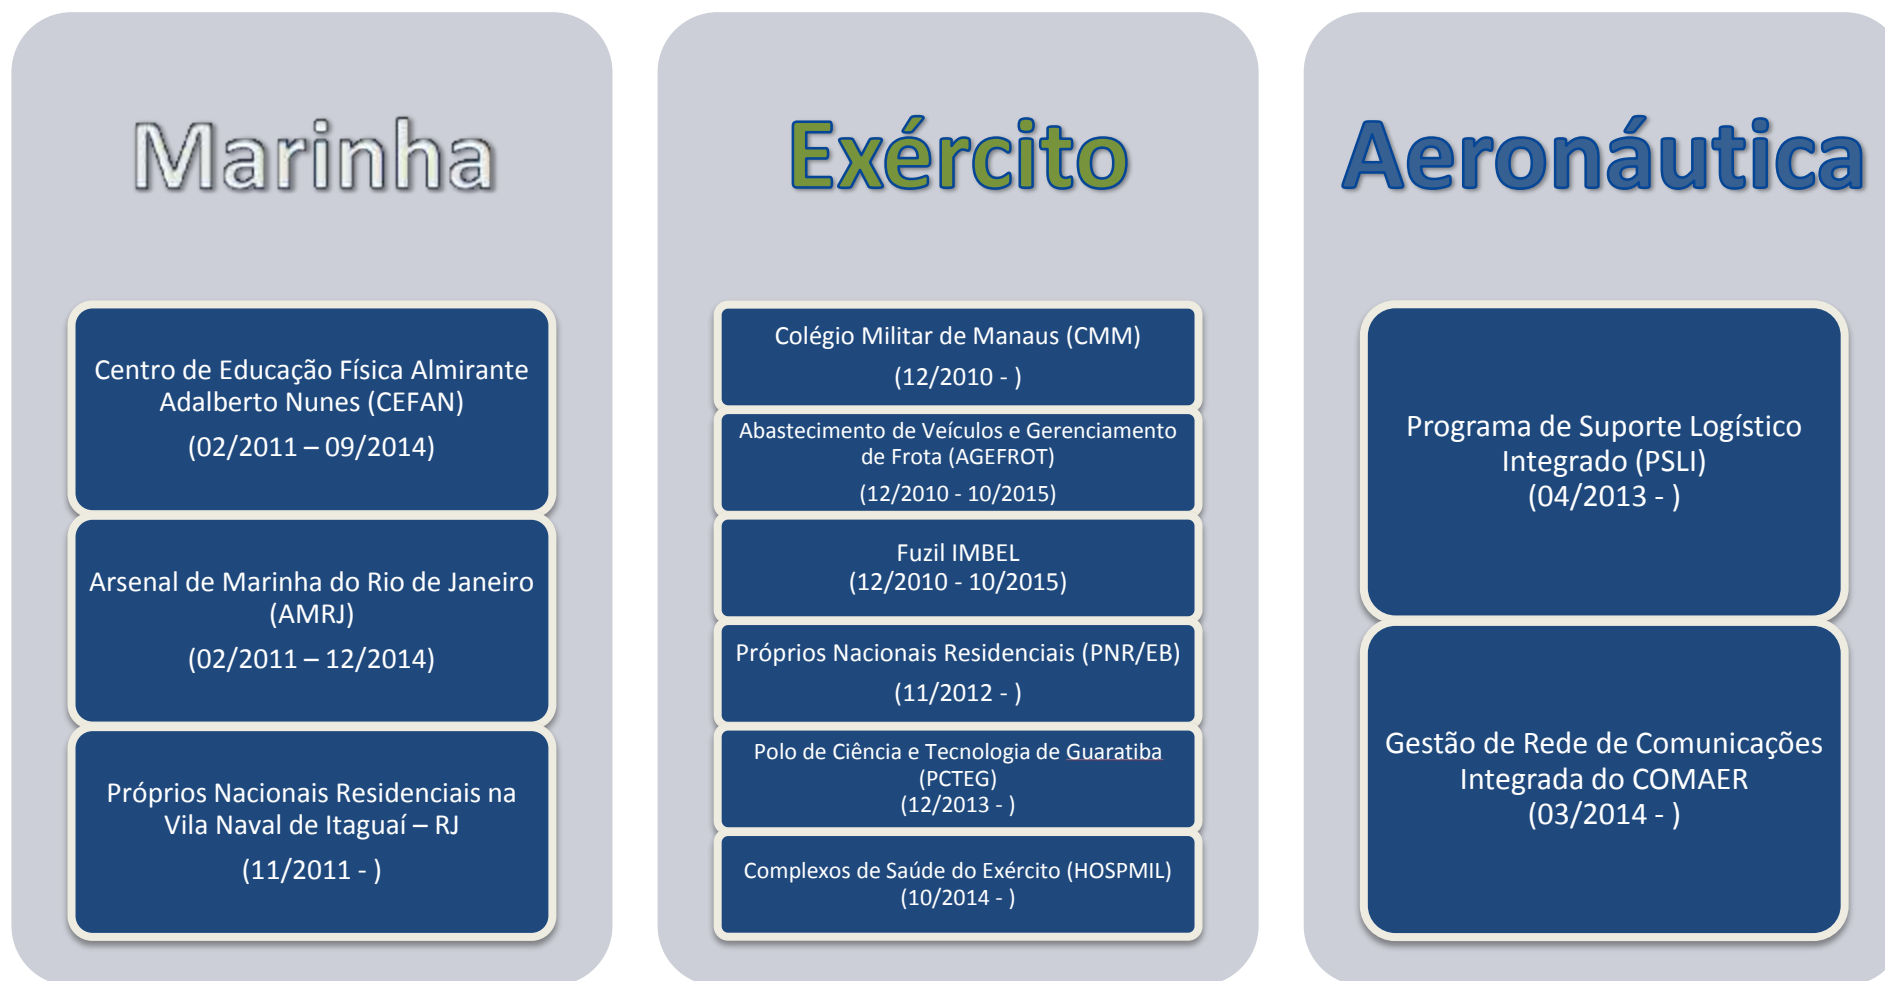 Marinha
Centro de Educação Física Almirante
Adalberto Nunes (CEFAN)
(02/2011 – 09/2014)
Arsenal de Marinha do Rio de Janeiro
(AMRJ)
(02/2011 – 12/2014)
Próprios Nacionais Residenciais na
Vila Naval de Itaguaí – RJ
(11/2011 - )
Exército
Colégio Militar de Manaus (CMM)
(12/2010 - )
Abastecimento de Veículos e Gerenciamento
de Frota (AGEFROT)
(12/2010 - 10/2015)
Fuzil IMBEL
(12/2010 - 10/2015)
Próprios Nacionais Residenciais (PNR/EB)
(11/2012 - )
Polo de Ciência e Tecnologia de Guaratiba
(PCTEG)
(12/2013 - )
Complexos de Saúde do Exército (HOSPMIL)
(10/2014 - )
Aeronáutica
Programa de Suporte Logístico
Integrado (PSLI)
(04/2013 - )
Gestão de Rede de Comunicações
Integrada do COMAER
(03/2014 - )